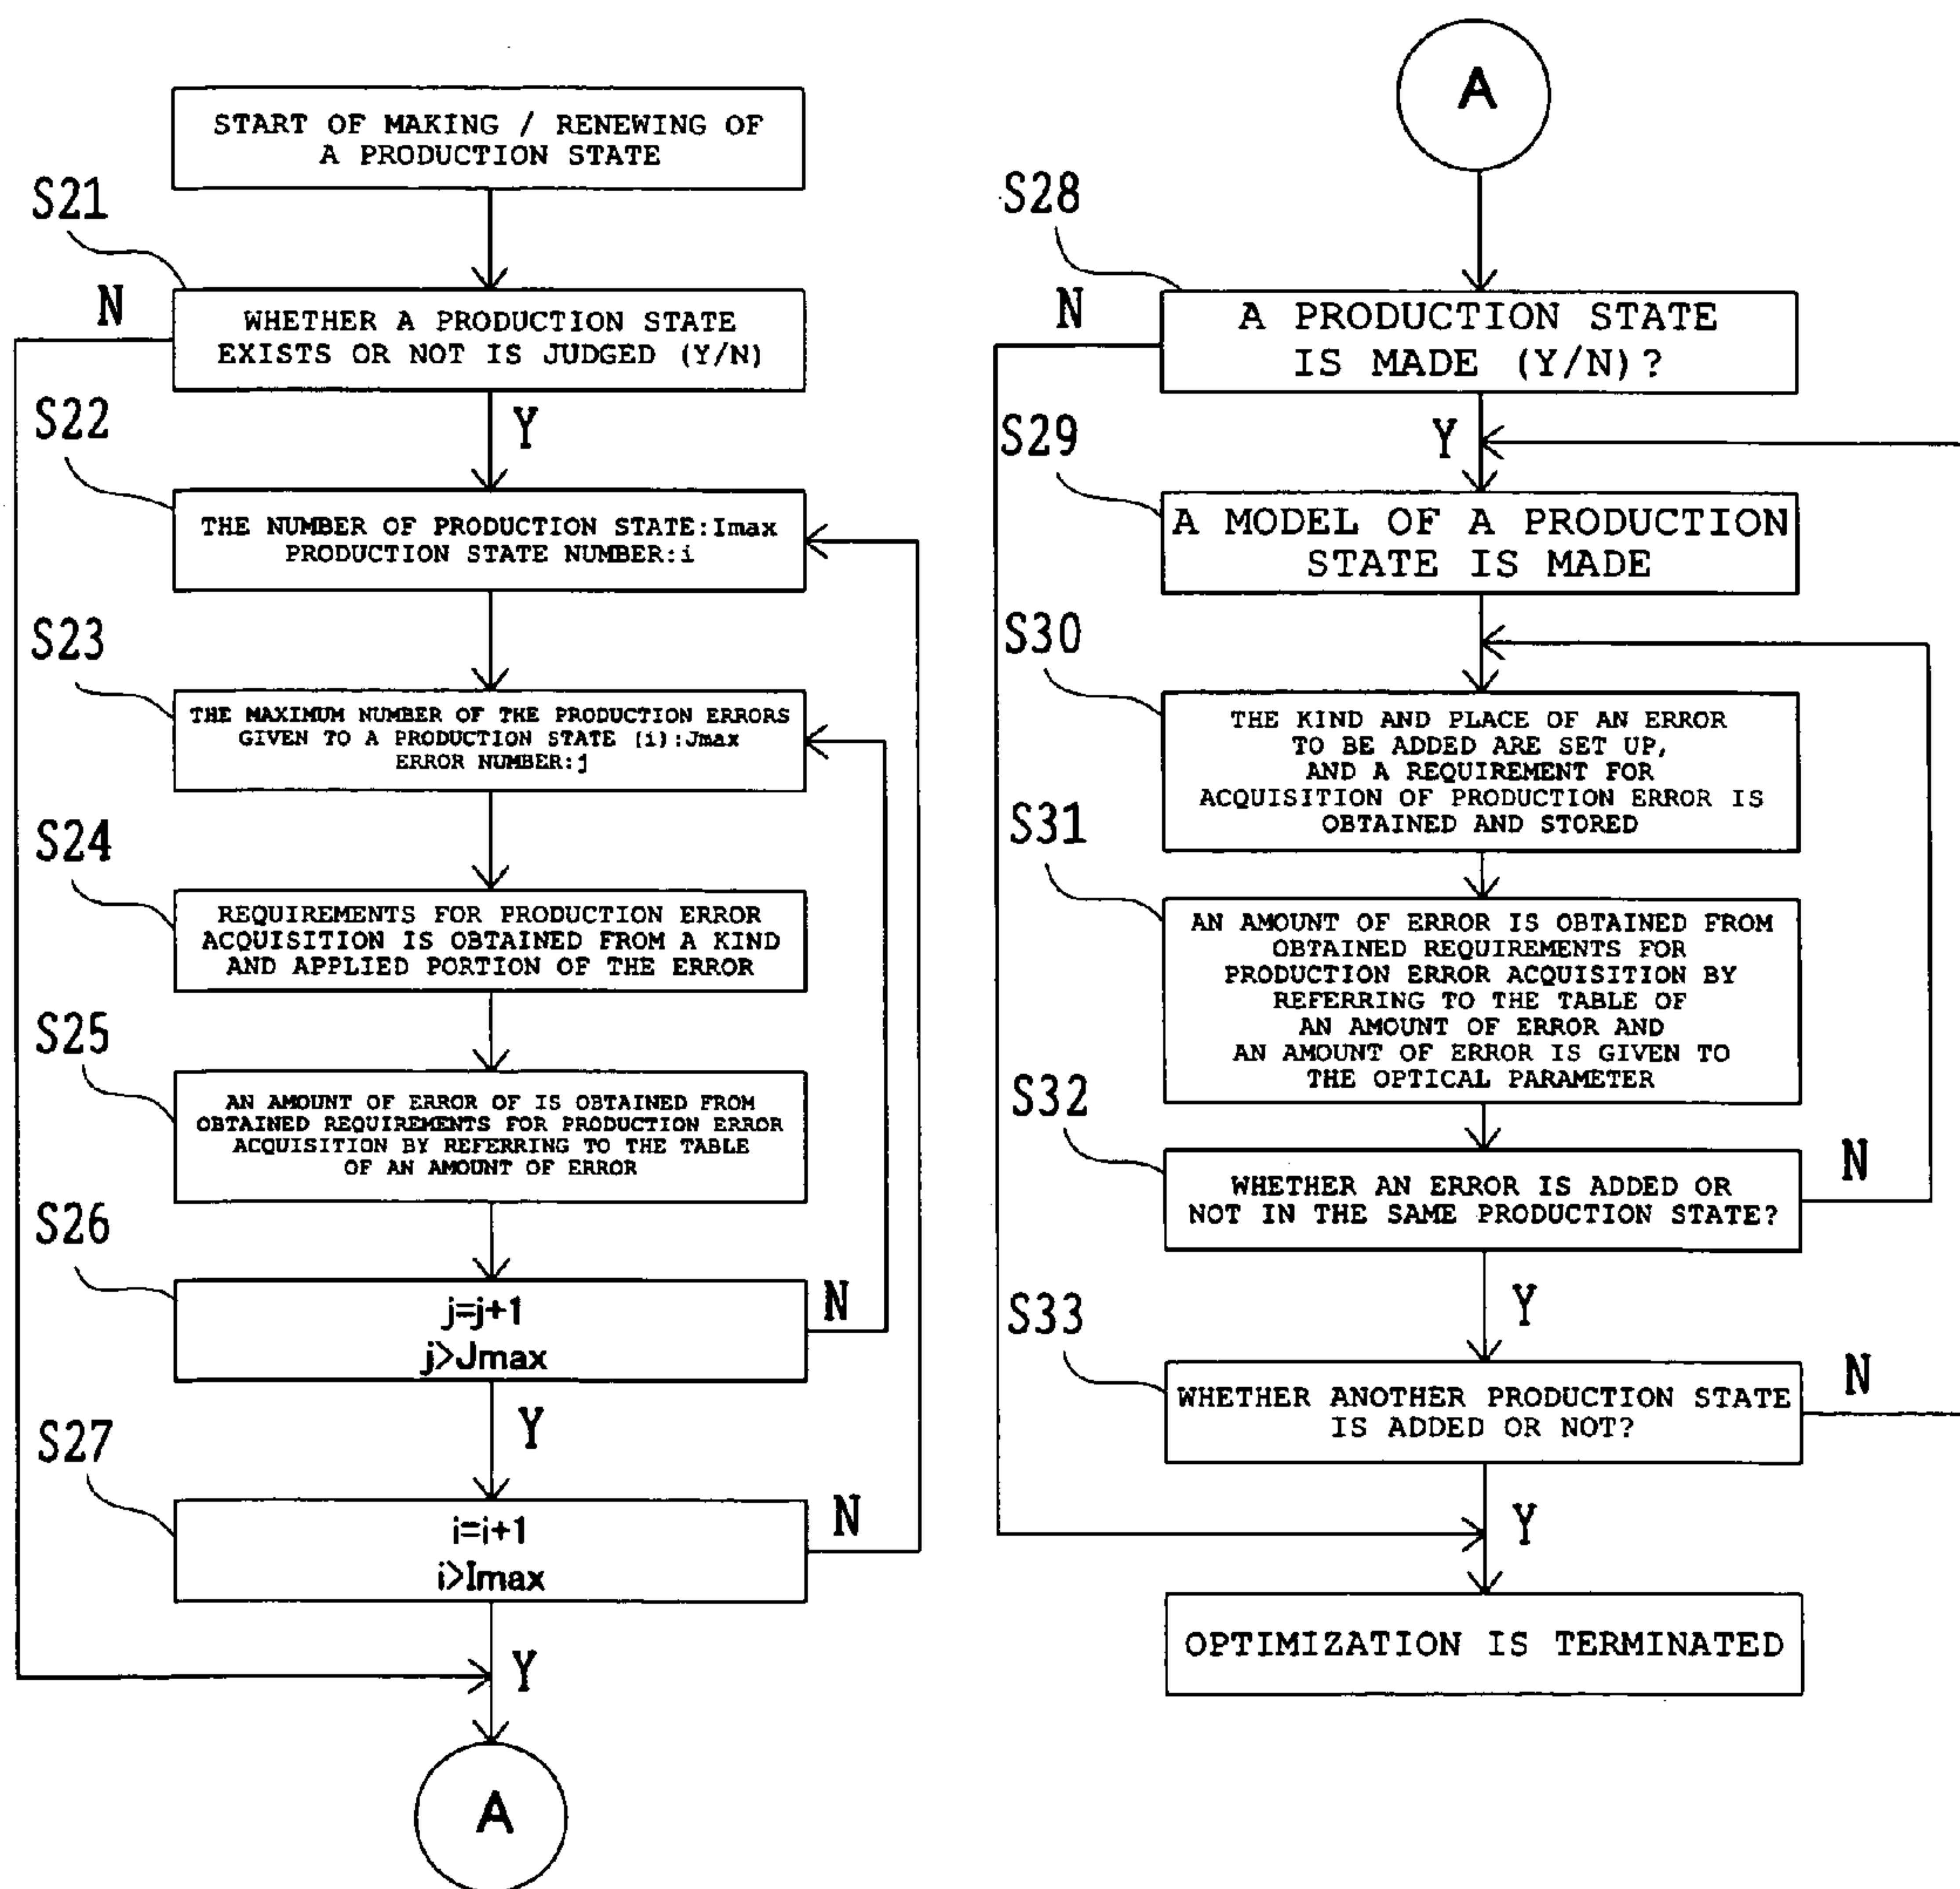 START OF MAKING / RENEWING OF
A PRODUCTION STATE
S21
N
WHETHER A PRODUCTION STATE
EXISTS OR NOT IS JUDGED (Y/N)
Y
S22
THE NUMBER OF PRODUCTION STATE:Imax
PRODUCTION STATE NUMBER:i
S23
THE MAXIMUM NUMBER OF THE PRODUCTION ERRORS
GIVEN TO A PRODUCTION STATE (i):Jmax
ERROR NUMBER:j
S24
REQUIREMENTS FOR PRODUCTION ERROR
ACQUISITION IS OBTAINED FROM A KIND
AND APPLIED PORTION OF THE ERROR
S25
AN AMOUNT OF ERROR OF IS OBTAINED FROM
OBTAINED REQUIREMENTS FOR PRODUCTION ERROR
ACQUISITION BY REFERRING TO THE TABLE
OF AN AMOUNT OF ERROR
S26
j=j+1
j>Jmax
N
Y
S27
i=i+1
i>Imax
N
Y
A
A
S28
N
A PRODUCTION STATE
IS MADE (Y/N)?
Y
S29
A MODEL OF A PRODUCTION
STATE IS MADE
S30
THE KIND AND PLACE OF AN ERROR
TO BE ADDED ARE SET UP,
AND A REQUIREMENT FOR
ACQUISITION OF PRODUCTION ERROR IS
OBTAINED AND STORED
S31
AN AMOUNT OF ERROR IS OBTAINED FROM
OBTAINED REQUIREMENTS FOR
PRODUCTION ERROR ACQUISITION BY
REFERRING TO THE TABLE OF
AN AMOUNT OF ERROR AND
AN AMOUNT OF ERROR IS GIVEN TO
THE OPTICAL PARAMETER
S32
WHETHER AN ERROR IS ADDED OR
NOT IN THE SAME PRODUCTION STATE?
N
Y
S33
WHETHER ANOTHER PRODUCTION STATE
IS ADDED OR NOT?
N
Y
OPTIMIZATION IS TERMINATED